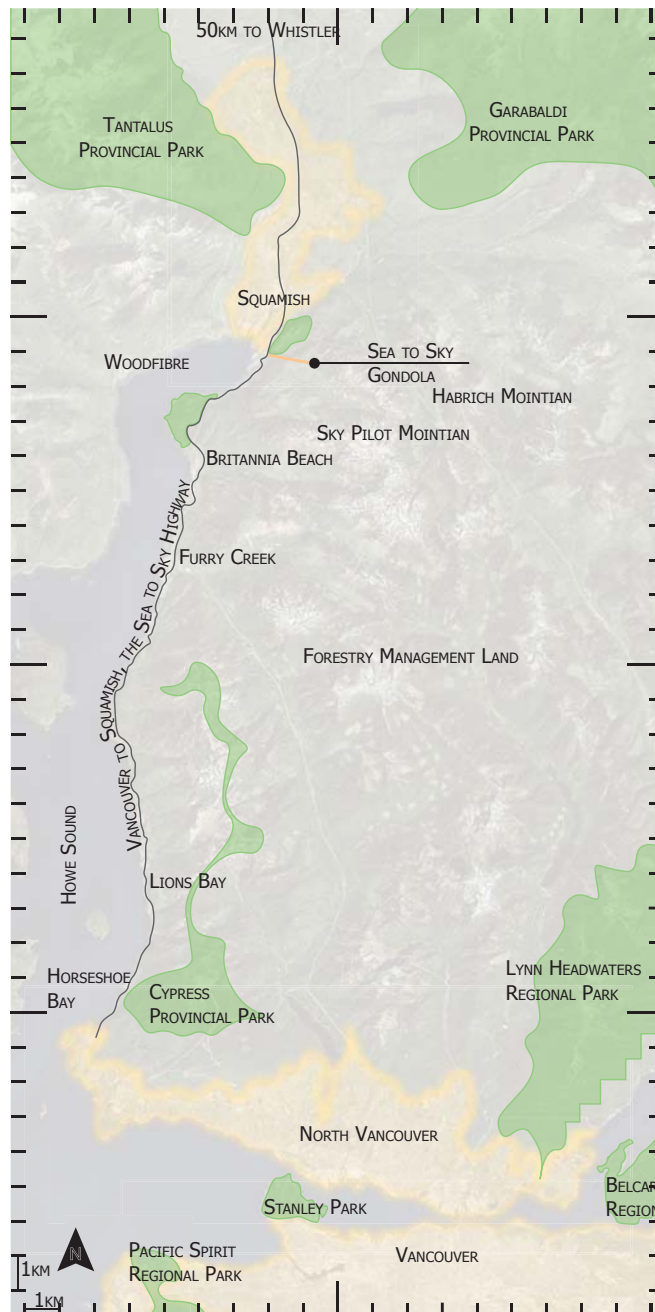 50km to Whistler
Tantalus
Provincial Park
Garabaldi
Provincial Park
Squamish
Woodfibre
Sea to Sky
Gondola
Habrich Mointian
Sky Pilot Mointian
Britannia Beach
Vancouver to Squamish, the Sea to Sky Highway
Furry Creek
Forestry Management Land
Howe Sound
Lions Bay
Horseshoe
Bay
Cypress
Provincial Park
Lynn Headwaters
Regional Park
North Vancouver
Stanley Park
Belcar
Region
N
Pacific Spirit
Regional Park
Vancouver
1km
1km